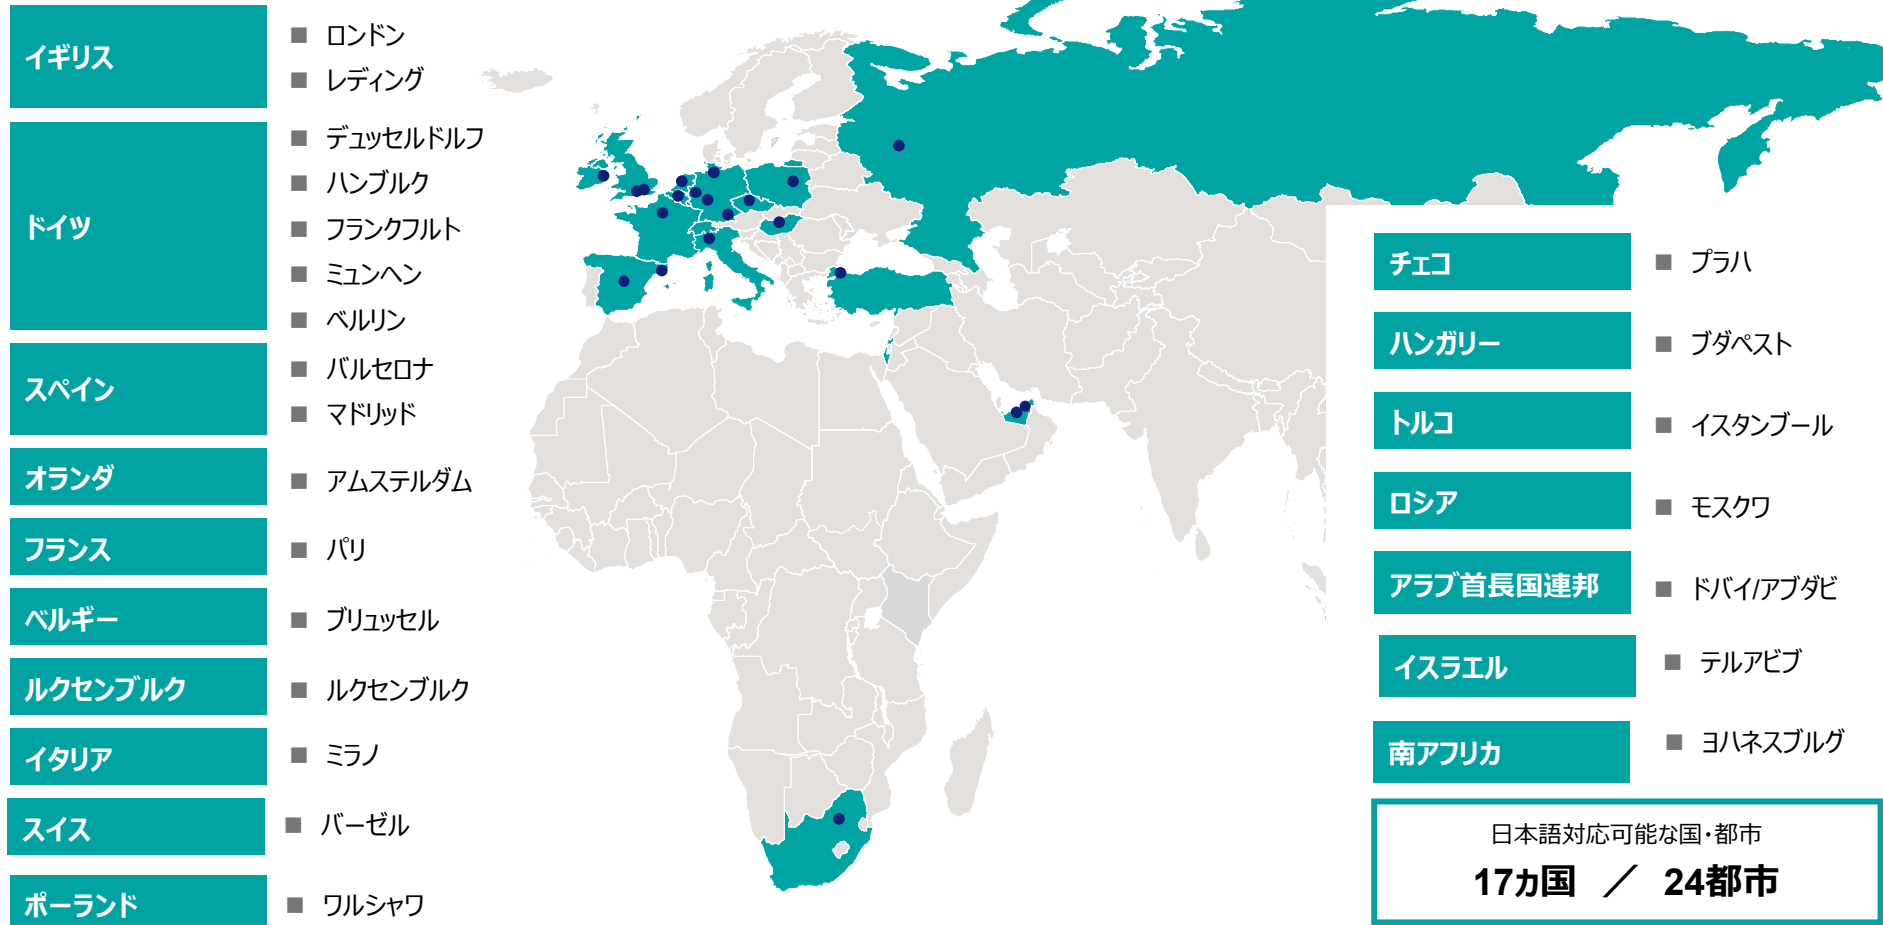 イギリス
■ ロンドン
■ レディング
ドイツ
■ デュッセルドルフ
■ ハンブルク
■ フランクフルト
■ ミュンヘン
■ ベルリン
スペイン
■ バルセロナ
■ マドリッド
オランダ
■ アムステルダム
フランス
■ パリ
ベルギー
■ ブリュッセル
ルクセンブルク
■ ルクセンブルク
イタリア
■ ミラノ
スイス
■ バーゼル
ポーランド
■ ワルシャワ
チェコ
■ プラハ
ハンガリー
■ ブダペスト
トルコ
■ イスタンブール
ロシア
■ モスクワ
アラブ首長国連邦
■ ドバイ/アブダビ
イスラエル
■ テルアビブ
南アフリカ
■ ヨハネスブルグ
日本語対応可能な国・都市
17ヵ国 ／ 24都市